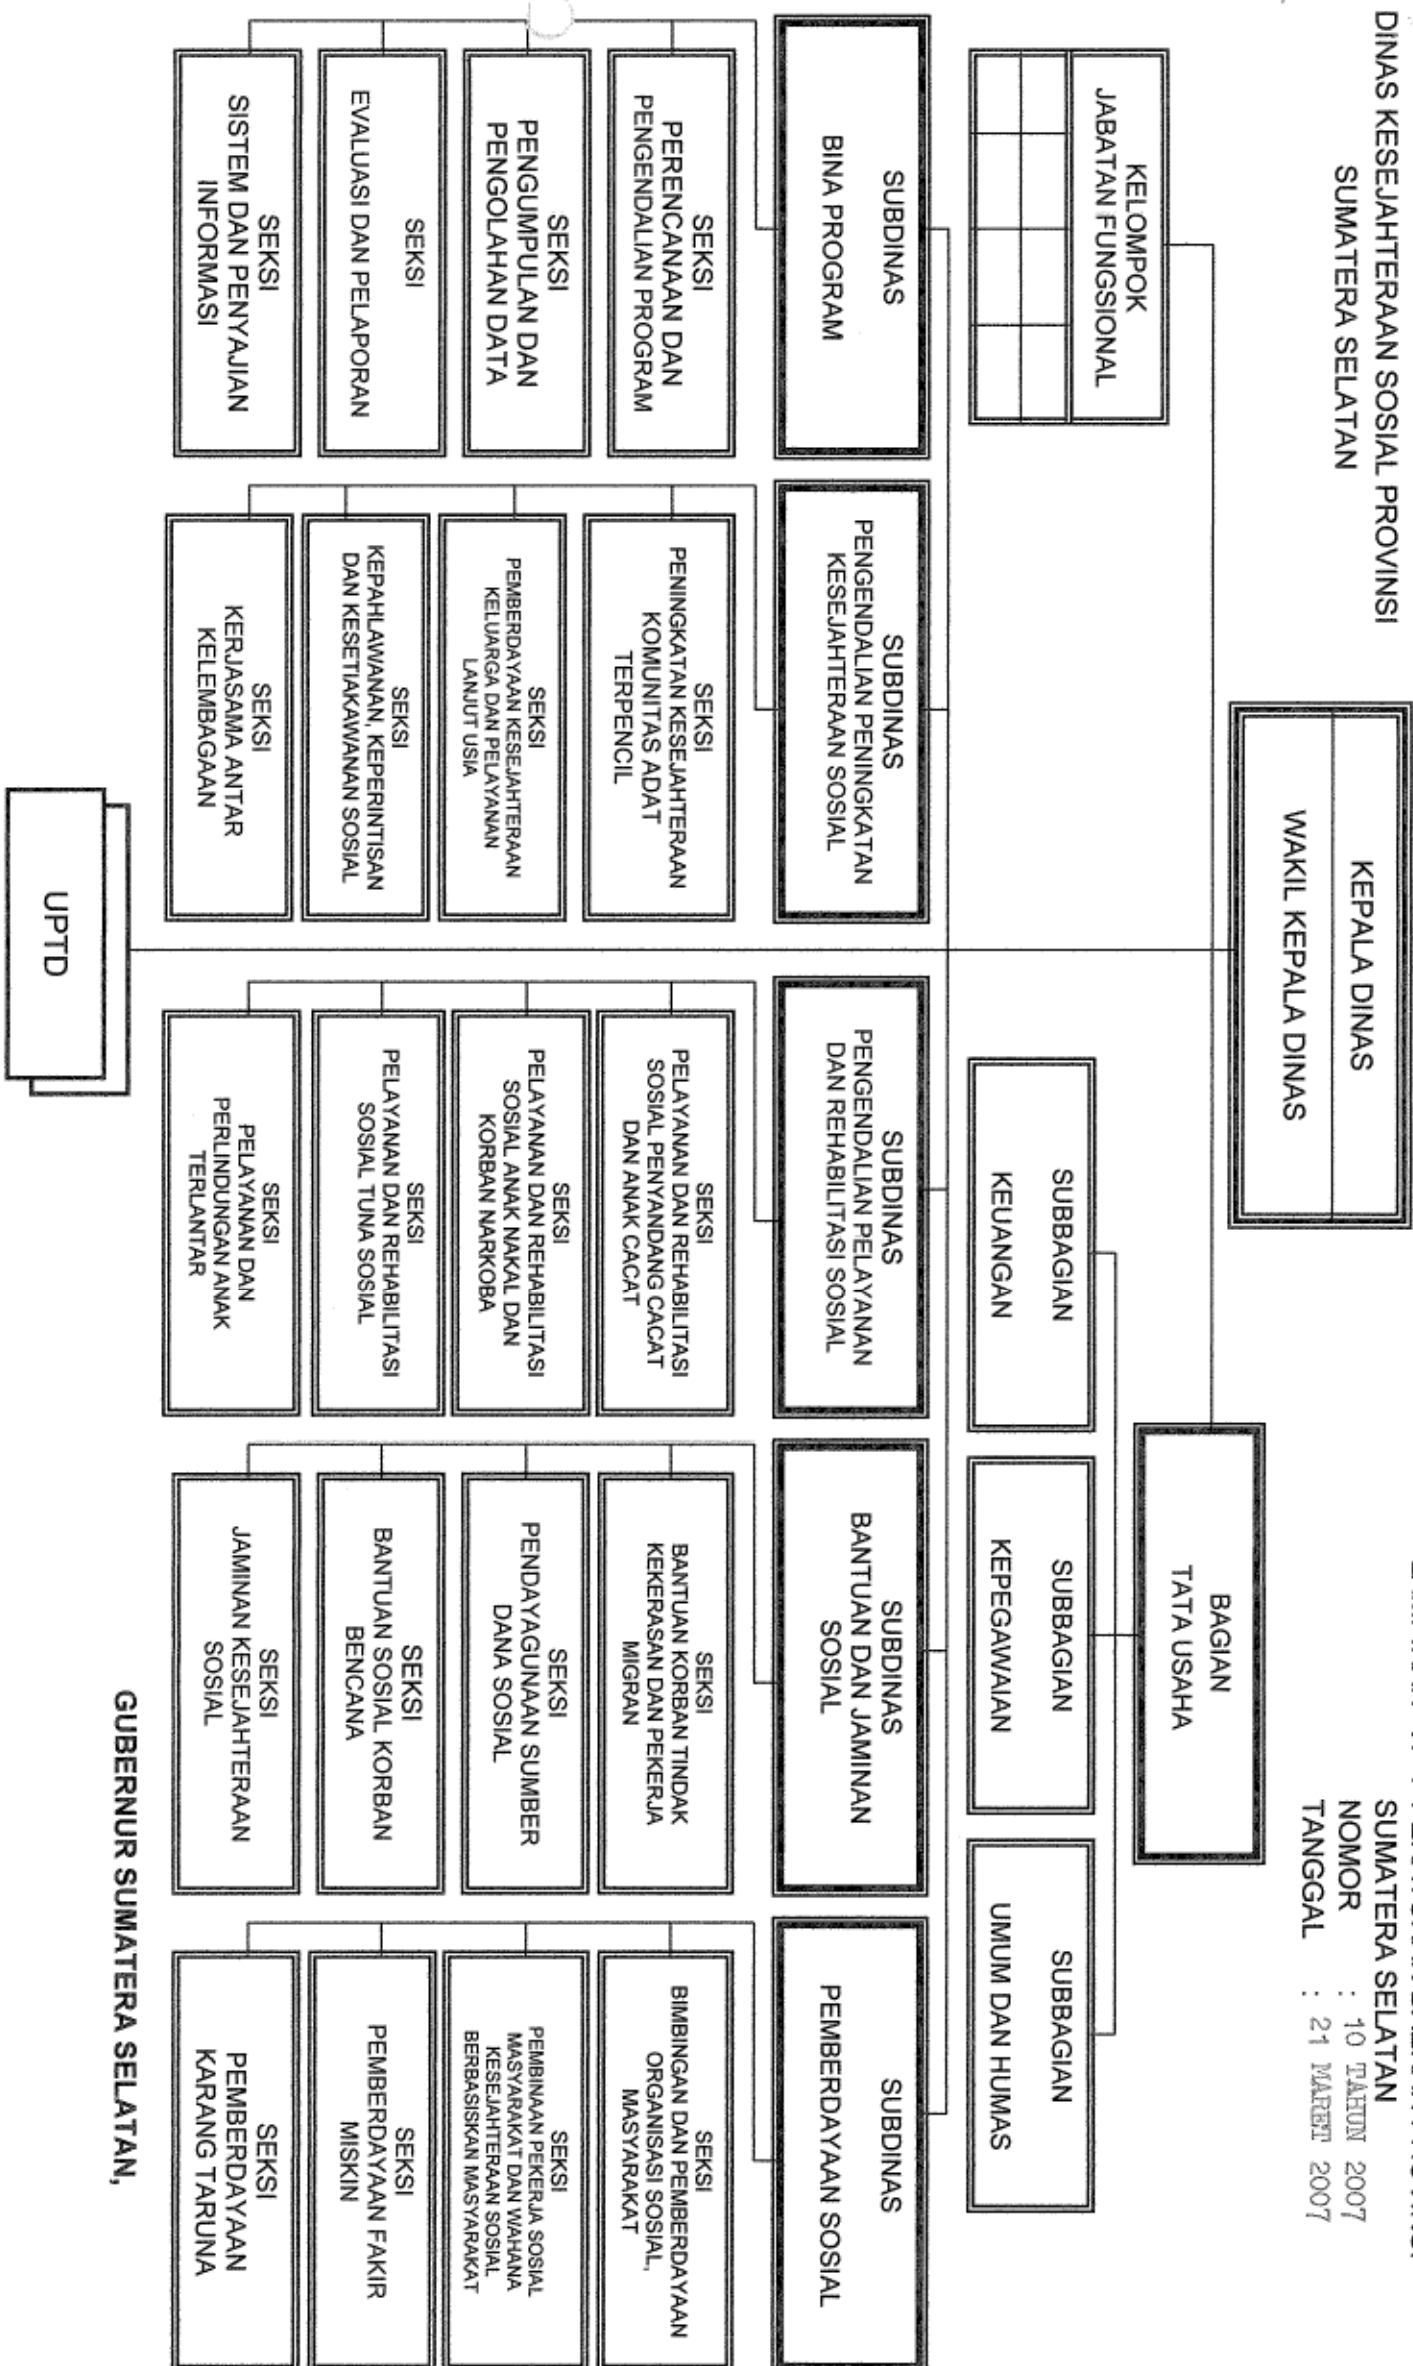 DINAS KESEJAHTERAAN SOSIAL PROVINSI
SUMATERA SELATAN
SUMATERA SELATAN
NOMOR : 10 TAHUN 2007
TANGGAL : 21 MARET 2007
KEPALA DINAS
WAKIL KEPALA DINAS
KELOMPOK
JABATAN FUNGSIONAL
BAGIAN
TATA USAHA
SUBBAGIAN
KEUANGAN
SUBBAGIAN
KEPEGAWAIAN
SUBBAGIAN
UMUM DAN HUMAS
SUBDINAS
BINA PROGRAM
SEKSI
PERENCANAAN DAN
PENGENDALIAN PROGRAM
SEKSI
PENGUMPULAN DAN
PENGOLAHAN DATA
SEKSI
EVALUASI DAN PELAPORAN
SEKSI
SISTEM DAN PENYAJIAN
INFORMASI
SUBDINAS
PENGENDALIAN PENINGKATAN
KESEJAHTERAAN SOSIAL
SEKSI
PENINGKATAN KESEJAHTERAAN
KOMUNITAS ADAT
TERPENCIL
SEKSI
PEMBERDAYAAN KESEJAHTERAAN
KELUARGA DAN PELAYANAN
LANJUT USIA
SEKSI
KEPAHLAWANAN, KEPERINTISAN
DAN KESETIAKAWANAN SOSIAL
SEKSI
KERJASAMA ANTAR
KELEMBAGAAN
SUBDINAS
PENGENDALIAN PELAYANAN
DAN REHABILITASI SOSIAL
SEKSI
PELAYANAN DAN REHABILITASI
SOSIAL PENYANDANG CACAT
DAN ANAK CACAT
SEKSI
PELAYANAN DAN REHABILITASI
SOSIAL ANAK NAKAL DAN
KORBAN NARKOBA
SEKSI
PELAYANAN DAN REHABILITASI
SOSIAL TUNA SOSIAL
SEKSI
PELAYANAN DAN
PERLINDUNGAN ANAK
TERLANTAR
SUBDINAS
BANTUAN DAN JAMINAN
SOSIAL
SEKSI
BANTUAN KORBAN TINDAK
KEKERASAN DAN PEKERJA
MIGRAN
SEKSI
PENDAYAGUNAAN SUMBER
DANA SOSIAL
SEKSI
BANTUAN SOSIAL KORBAN
BENCANA
SEKSI
JAMINAN KESEJAHTERAAN
SOSIAL
SUBDINAS
PEMBERDAYAAN SOSIAL
SEKSI
BIMBINGAN DAN PEMBERDAYAAN
ORGANISASI SOSIAL,
MASYARAKAT
SEKSI
PEMBINAAN PEKERJA SOSIAL
MASYARAKAT DAN WAHANA
KESEJAHTERAAN SOSIAL
BERBASISKAN MASYARAKAT
SEKSI
PEMBERDAYAAN FAKIR
MISKIN
SEKSI
PEMBERDAYAAN
KARANG TARUNA
UPTD
GUBERNUR SUMATERA SELATAN,